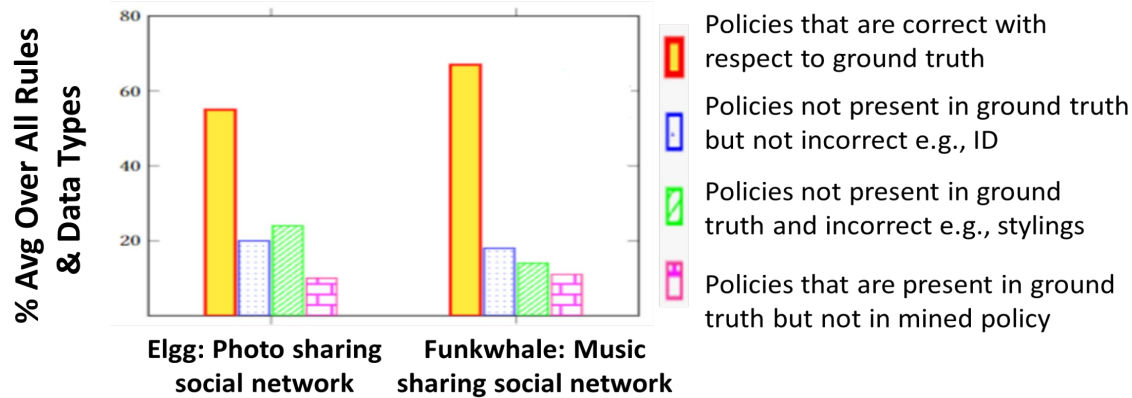 % Avg Over All Rules
& Data Types
80
60
40
20
Elgg: Photo sharing
social network
Funkwhale: Music
sharing social network
Policies that are correct with
respect to ground truth
Policies not present in ground truth
but not incorrect e.g., ID
Policies not present in ground
truth and incorrect e.g., stylings
Policies that are present in ground
truth but not in mined policy